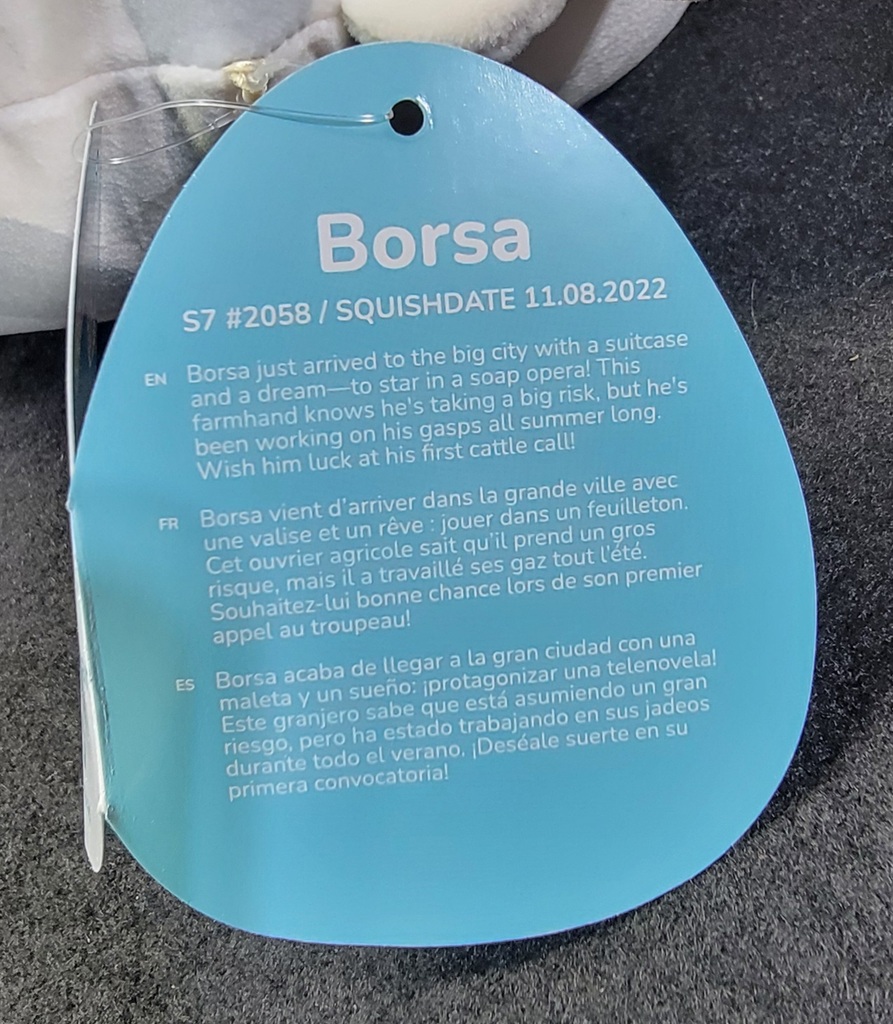 Borsa
S7 #2058 / SQUISHDATE 11.08.2022
EN Borsa just arrived to the big city with a suitcase
and a dream—to star in a soap opera! This
farmhand knows he's taking a big risk, but he's
been working on his gasps all summer long.
Wish him luck at his first cattle call!
FR Borsa vient d'arriver dans la grande ville avec
une valise et un rêve : jouer dans un feuilleton.
Cet ouvrier agricole sait qu'il prend un gros
risque, mais il a travaillé ses gaz tout l'été.
Souhaitez-lui bonne chance lors de son premier
appel au troupeau!
ES Borsa acaba de llegar a la gran ciudad con una
maleta y un sueño: ¡protagonizar una telenovela!
Este granjero sabe que está asumiendo un gran
riesgo, pero ha estado trabajando en sus jadeos
durante todo el verano. ¡Deséale suerte en su
primera convocatoria!